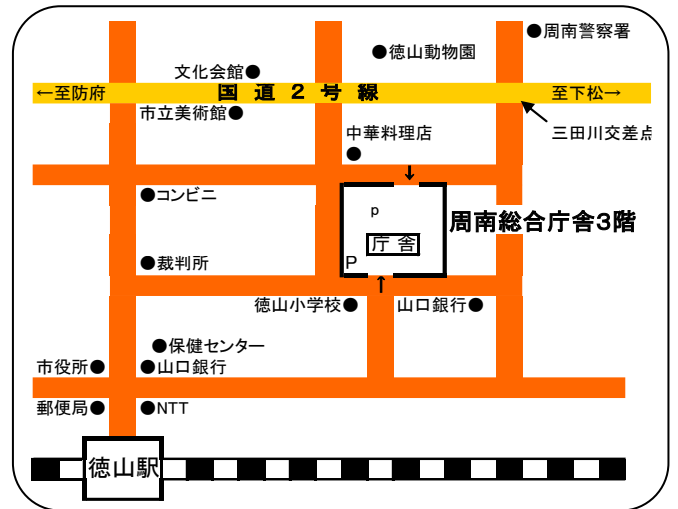 ●周南警察署
●徳山動物園
文化会館●
←至防府
国道２号線
至下松→
市立美術館●
三田川交差点
中華料理店
●
↓
●コンビニ
p
周南総合庁舎3階
庁舎
●裁判所
P
↑
徳山小学校●
山口銀行●
●保健センター
市役所●
●山口銀行
郵便局●
●NTT
徳山駅